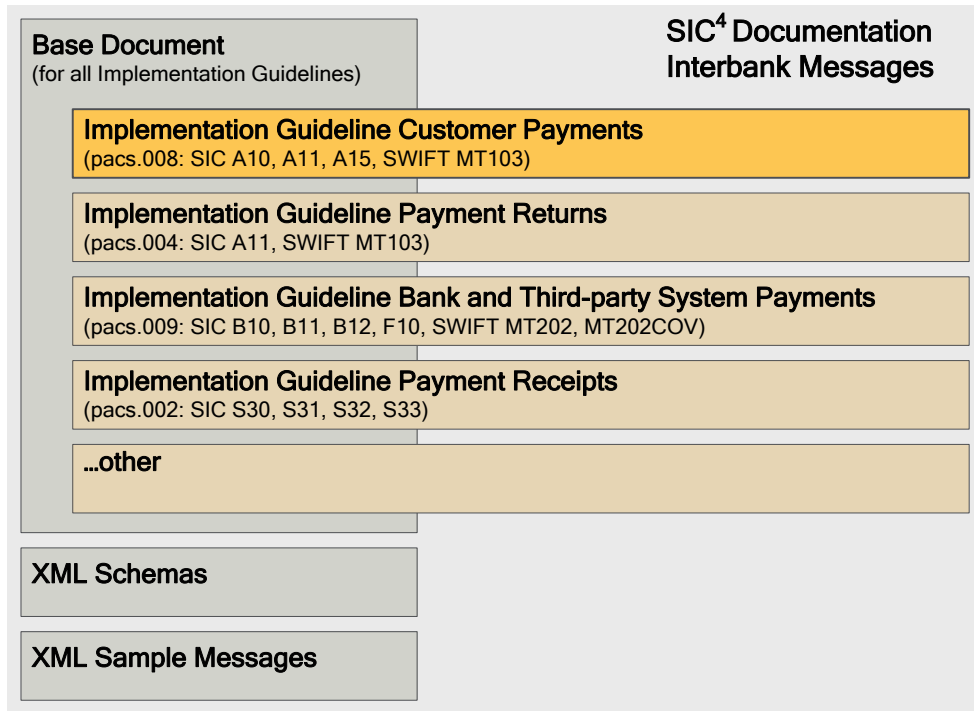 Base Document
(for all Implementation Guidelines)
SIC⁴ Documentation
Interbank Messages
Implementation Guideline Customer Payments
(pacs.008: SIC A10, A11, A15, SWIFT MT103)
Implementation Guideline Payment Returns
(pacs.004: SIC A11, SWIFT MT103)
Implementation Guideline Bank and Third-party System Payments
(pacs.009: SIC B10, B11, B12, F10, SWIFT MT202, MT202COV)
Implementation Guideline Payment Receipts
(pacs.002: SIC S30, S31, S32, S33)
...other
XML Schemas
XML Sample Messages